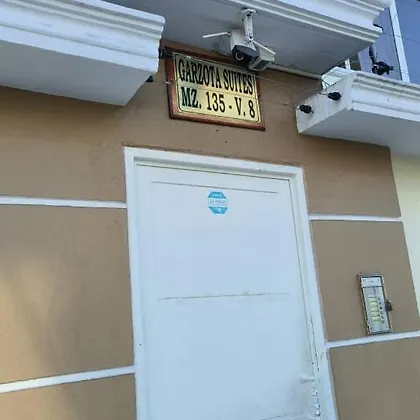 GARZOTA SUITES
MZ. 135 - V. 8